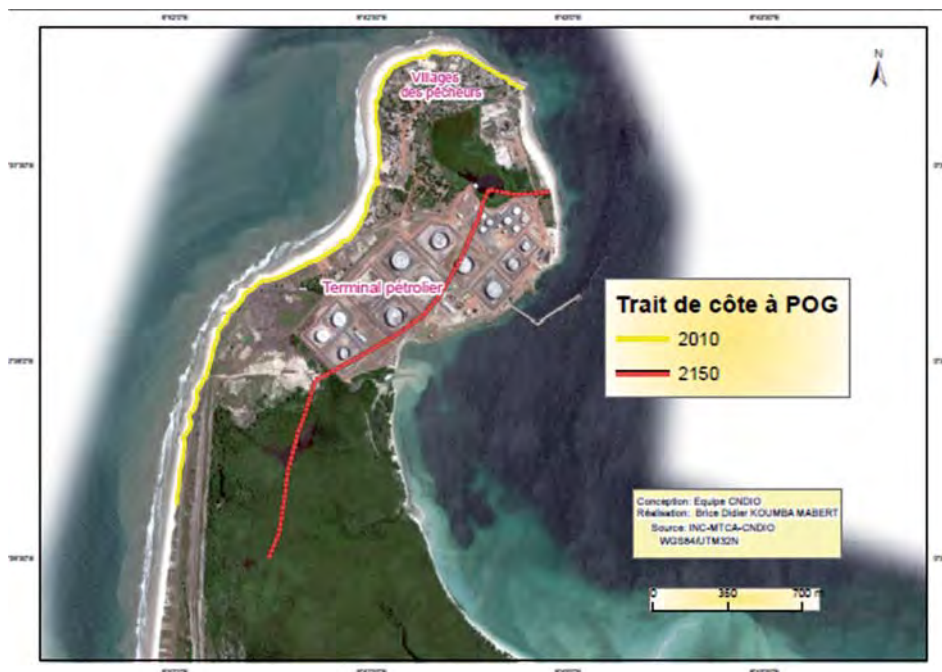 N
Villages
des pêcheurs
Terminal pétrolier
Trait de côte à POG
2010
2150
Conception: Equipe CNDIO
Réalisation: Brice Didier KOUMBA MABERT
Source: INC-MTCA-CNDIO
WGS84/UTM32N
0 350 700 m